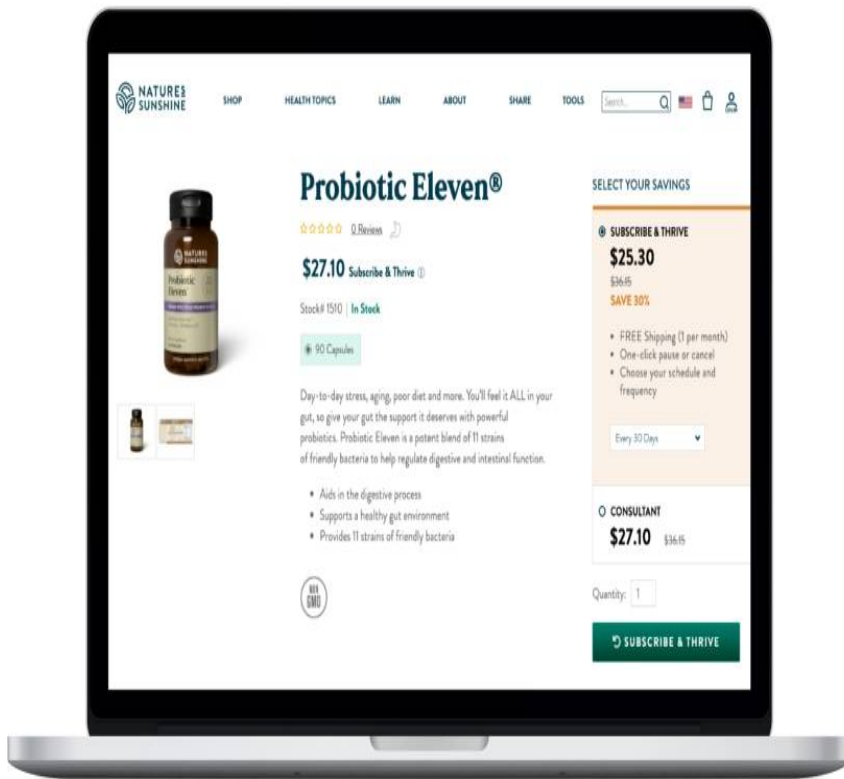 NATURE'S
SUNSHINE
SHOP
HEALTH TOPICS
LEARN
ABOUT
SHARE
TOOLS
Search...
Probiotic Eleven®
0 Reviews
$27.10 Subscribe & Thrive
Stock# 1510 | In Stock
90 Capsules
Day-to-day stress, aging, poor diet and more. You'll feel it ALL in your
gut, so give your gut the support it deserves with powerful
probiotics. Probiotic Eleven is a potent blend of 11 strains
of friendly bacteria to help regulate digestive and intestinal function.
• Aids in the digestive process
• Supports a healthy gut environment
• Provides 11 strains of friendly bacteria
NON
GMO
NATURE'S
SUNSHINE
Probiotic
Eleven
SELECT YOUR SAVINGS
SUBSCRIBE & THRIVE
$25.30
$36.15
SAVE 30%
• FREE Shipping (1 per month)
• One-click pause or cancel
• Choose your schedule and
frequency
Every 30 Days
CONSULTANT
$27.10 $36.15
Quantity: 1
SUBSCRIBE & THRIVE